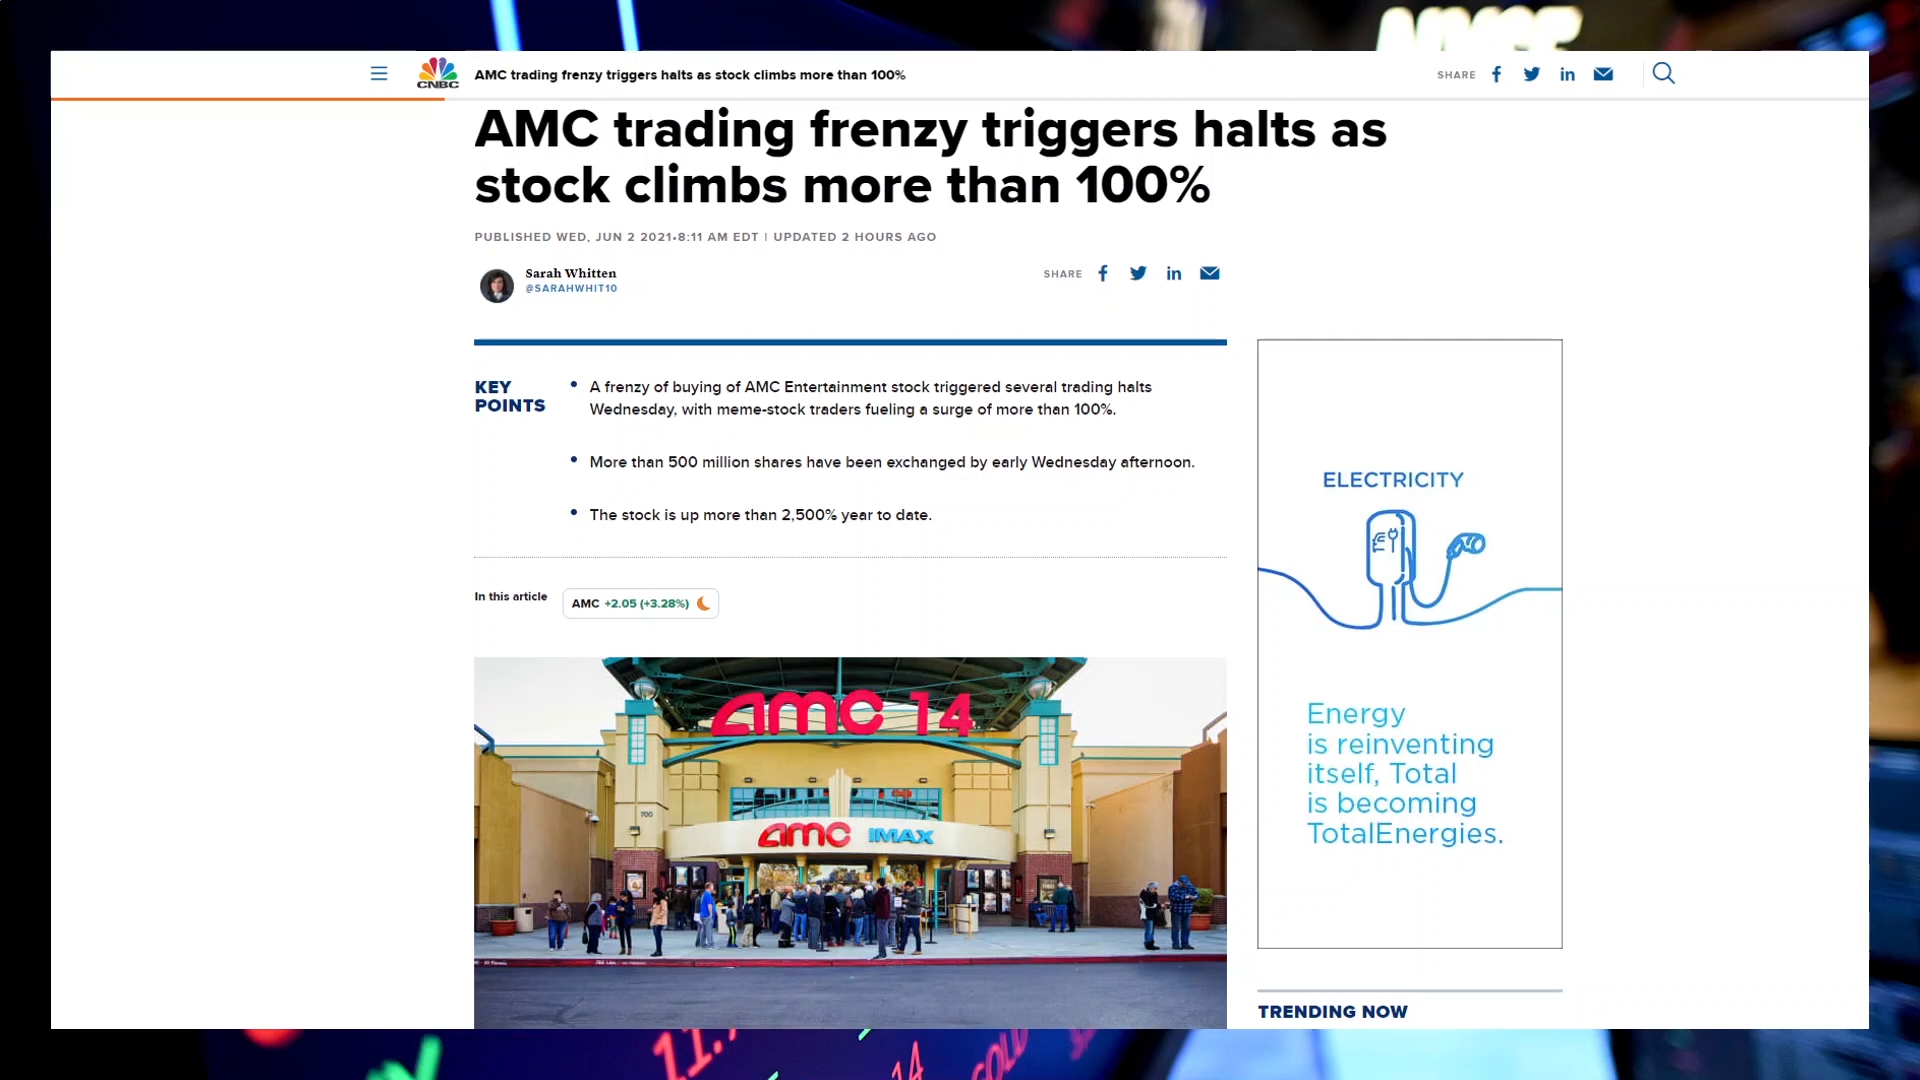 NYSE
CNBC
AMC trading frenzy triggers halts as stock climbs more than 100%
SHARE
AMC trading frenzy triggers halts as
stock climbs more than 100%
PUBLISHED WED, JUN 2 2021•8:11 AM EDT | UPDATED 2 HOURS AGO
Sarah Whitten
@SARAHWHIT10
SHARE
KEY
POINTS
• A frenzy of buying of AMC Entertainment stock triggered several trading halts
Wednesday, with meme-stock traders fueling a surge of more than 100%.
• More than 500 million shares have been exchanged by early Wednesday afternoon.
• The stock is up more than 2,500% year to date.
In this article
AMC +2.05 (+3.28%)
amc 14
700
amc IMAX
ELECTRICITY
Energy
is reinventing
itself, Total
is becoming
TotalEnergies.
TRENDING NOW
14
GOLD